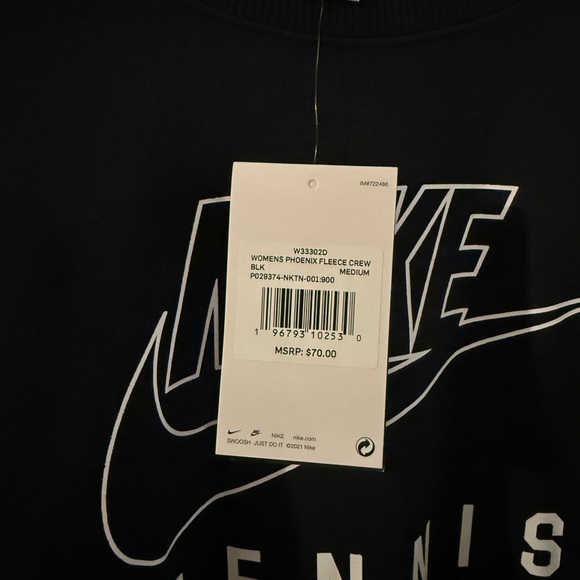 IM#722486
NIKE
W33302D
WOMENS PHOENIX FLEECE CREW
BLK MEDIUM
P029374-NKTN-001:900
1 96793 10253 0
MSRP: $70.00
NIKE nike.com
SWOOSH JUST DO IT ©2021 Nike
ENNIS